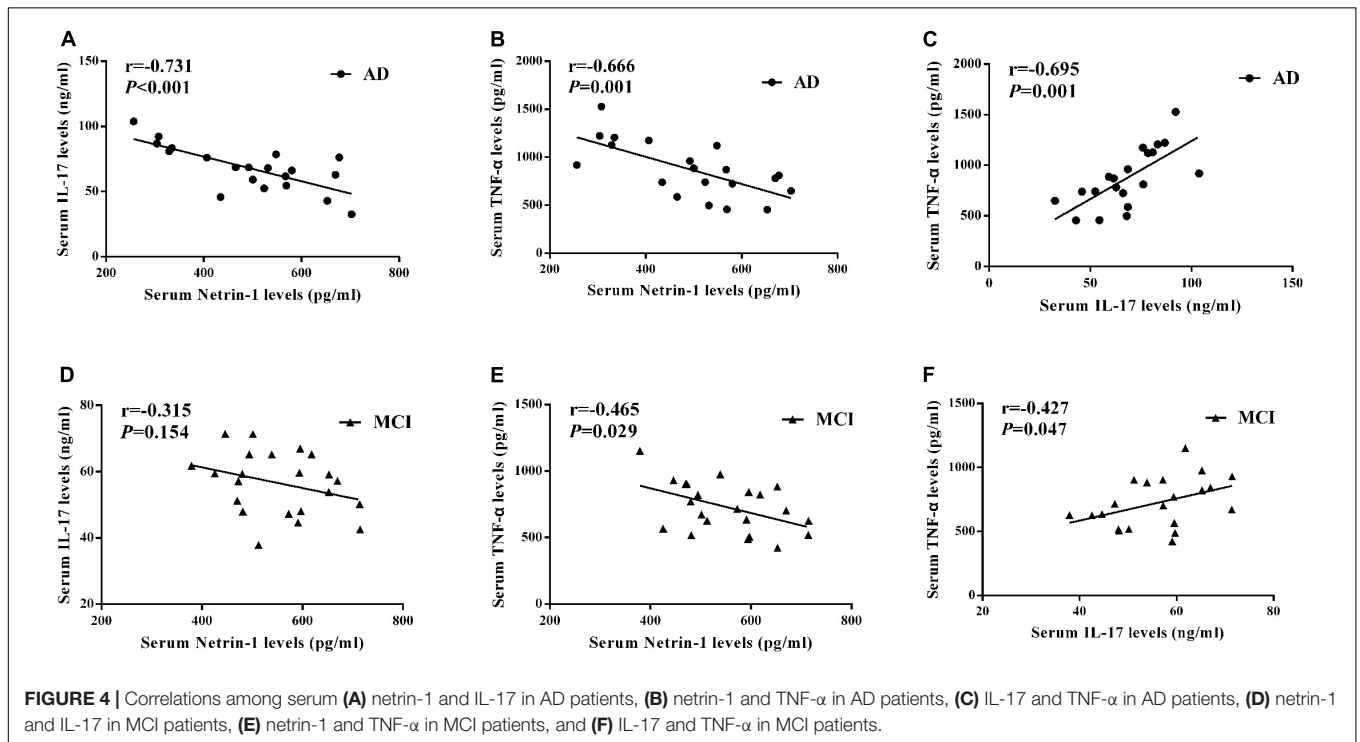 A
r=-0.731
P<0.001
AD
Serum IL-17 levels (ng/ml)
150
100
50
0
200 400 600 800
Serum Netrin-1 levels (pg/ml)
B
r=-0.666
P=0.001
AD
Serum TNF-α levels (pg/ml)
2000
1500
1000
500
0
200 400 600 800
Serum Netrin-1 levels (pg/ml)
C
r=-0.695
P=0.001
AD
Serum TNF-α levels (pg/ml)
2000
1500
1000
500
0
0 50 100 150
Serum IL-17 levels (ng/ml)
D
r=-0.315
P=0.154
MCI
Serum IL-17 levels (ng/ml)
80
60
40
20
200 400 600 800
Serum Netrin-1 levels (pg/ml)
E
r=-0.465
P=0.029
MCI
Serum TNF-α levels (pg/ml)
1500
1000
500
0
200 400 600 800
Serum Netrin-1 levels (pg/ml)
F
r=-0.427
P=0.047
MCI
Serum TNF-α levels (pg/ml)
1500
1000
500
0
20 40 60 80
Serum IL-17 levels (ng/ml)
FIGURE 4 | Correlations among serum (A) netrin-1 and IL-17 in AD patients, (B) netrin-1 and TNF-α in AD patients, (C) IL-17 and TNF-α in AD patients, (D) netrin-1
and IL-17 in MCI patients, (E) netrin-1 and TNF-α in MCI patients, and (F) IL-17 and TNF-α in MCI patients.